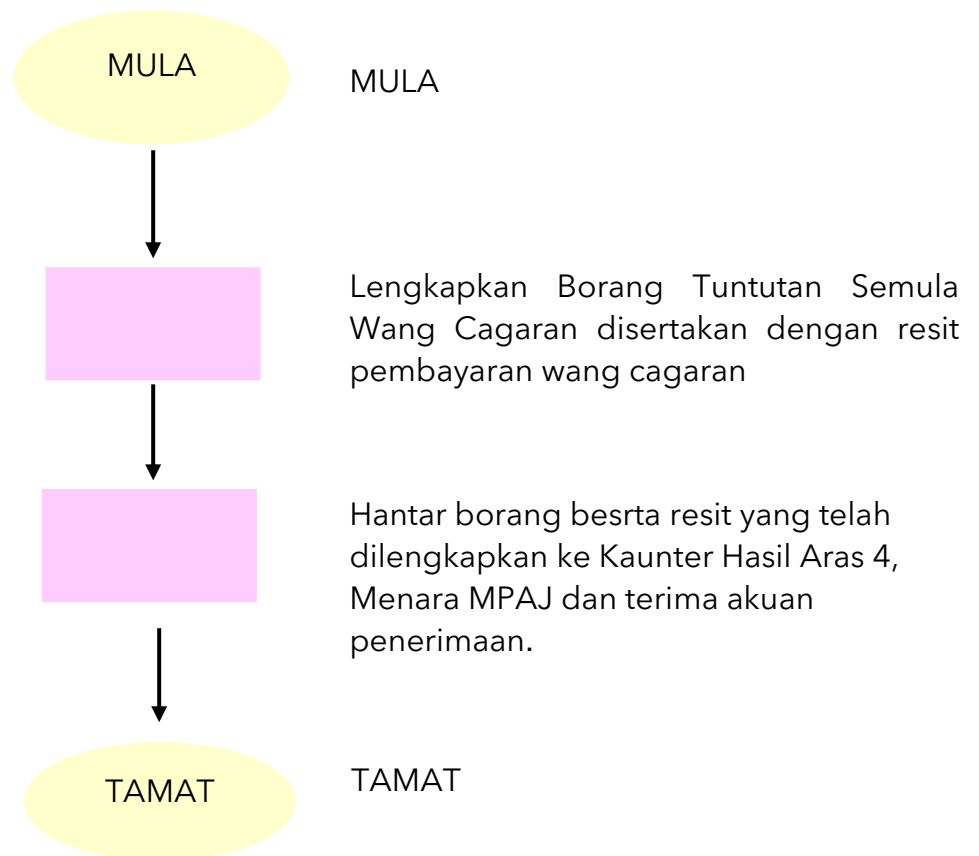 MULA
MULA
Lengkapkan Borang Tuntutan Semula
Wang Cagaran disertakan dengan resit
pembayaran wang cagaran
Hantar borang besrta resit yang telah
dilengkapkan ke Kaunter Hasil Aras 4,
Menara MPAJ dan terima akuan
penerimaan.
TAMAT
TAMAT